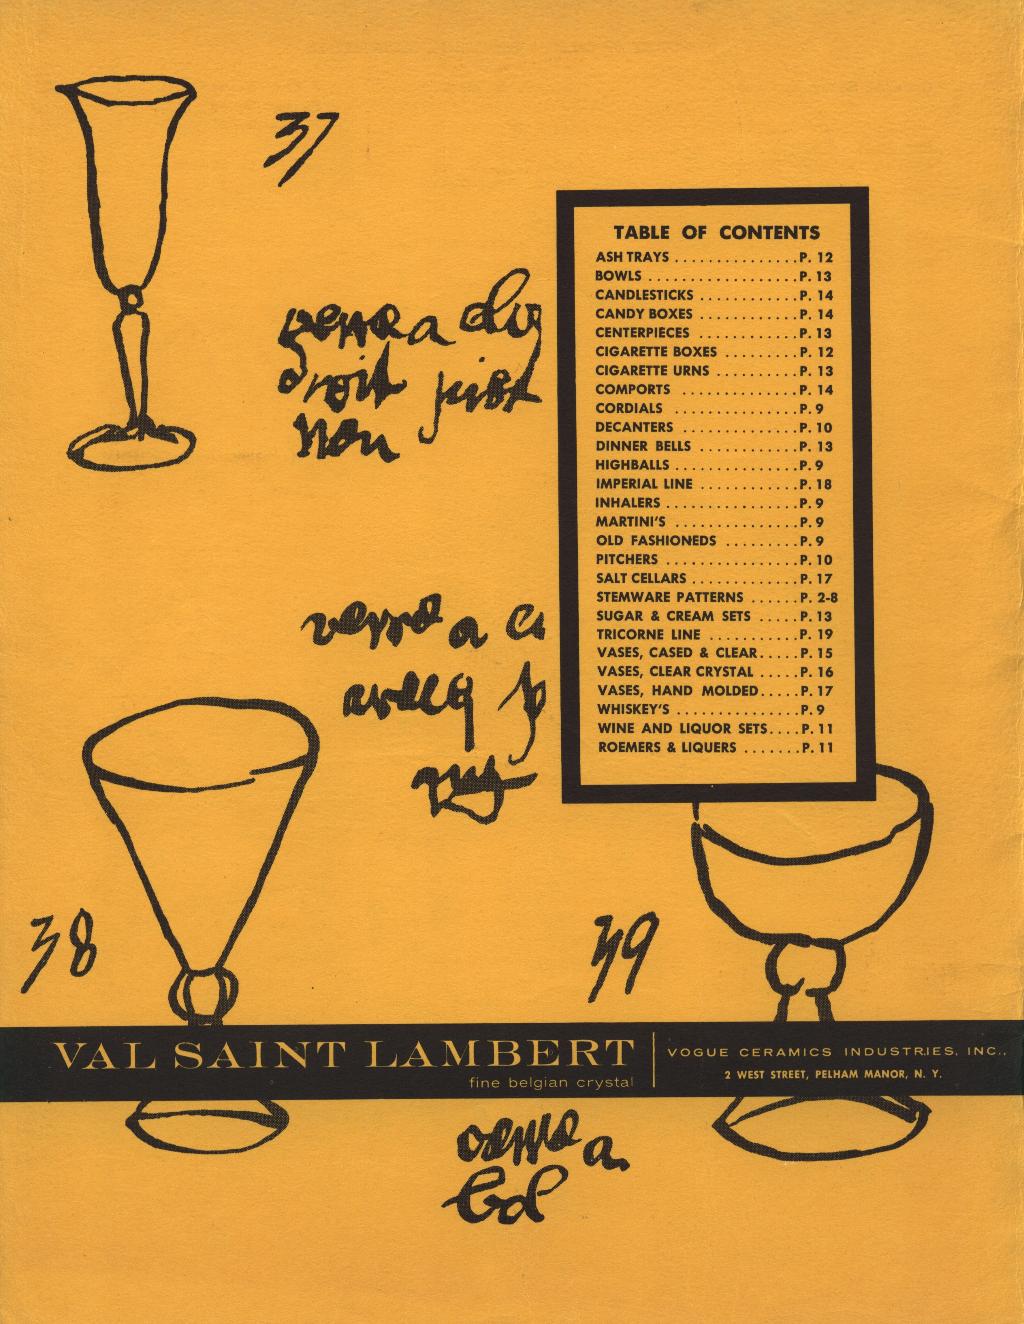 37
verre a
droit
TABLE OF CONTENTS
ASH TRAYS ............... P. 12
BOWLS ............... P. 13
CANDLESTICKS ............ P. 14
CANDY BOXES ............ P. 14
CENTERPIECES ............ P. 13
CIGARETTE BOXES ......... P. 12
CIGARETTE URNS .......... P. 13
COMPORTS ............ P. 14
CORDIALS ............ P. 9
DECANTERS ............ P. 10
DINNER BELLS ........... P. 13
HIGHBALLS ............ P. 9
IMPERIAL LINE ............ P. 18
INHALERS ............. P. 9
MARTINI'S ............ P. 9
OLD FASHIONEDS ......... P. 9
PITCHERS ............. P. 10
SALT CELLARS ............ P. 17
STEMWARE PATTERNS ...... P. 2-8
SUGAR & CREAM SETS ..... P. 13
TRICORNE LINE ........... P. 19
VASES, CASED & CLEAR..... P. 15
VASES, CLEAR CRYSTAL ..... P. 16
VASES, HAND MOLDED..... P. 17
WHISKEY'S ............ P. 9
WINE AND LIQUOR SETS.... P. 11
ROEMERS & LIQUERS ....... P. 11
verre a
38
39
VAL SAINT LAMBERT
fine belgian crystal
VOGUE CERAMICS INDUSTRIES, INC.,
2 WEST STREET, PELHAM MANOR, N. Y.
verre a